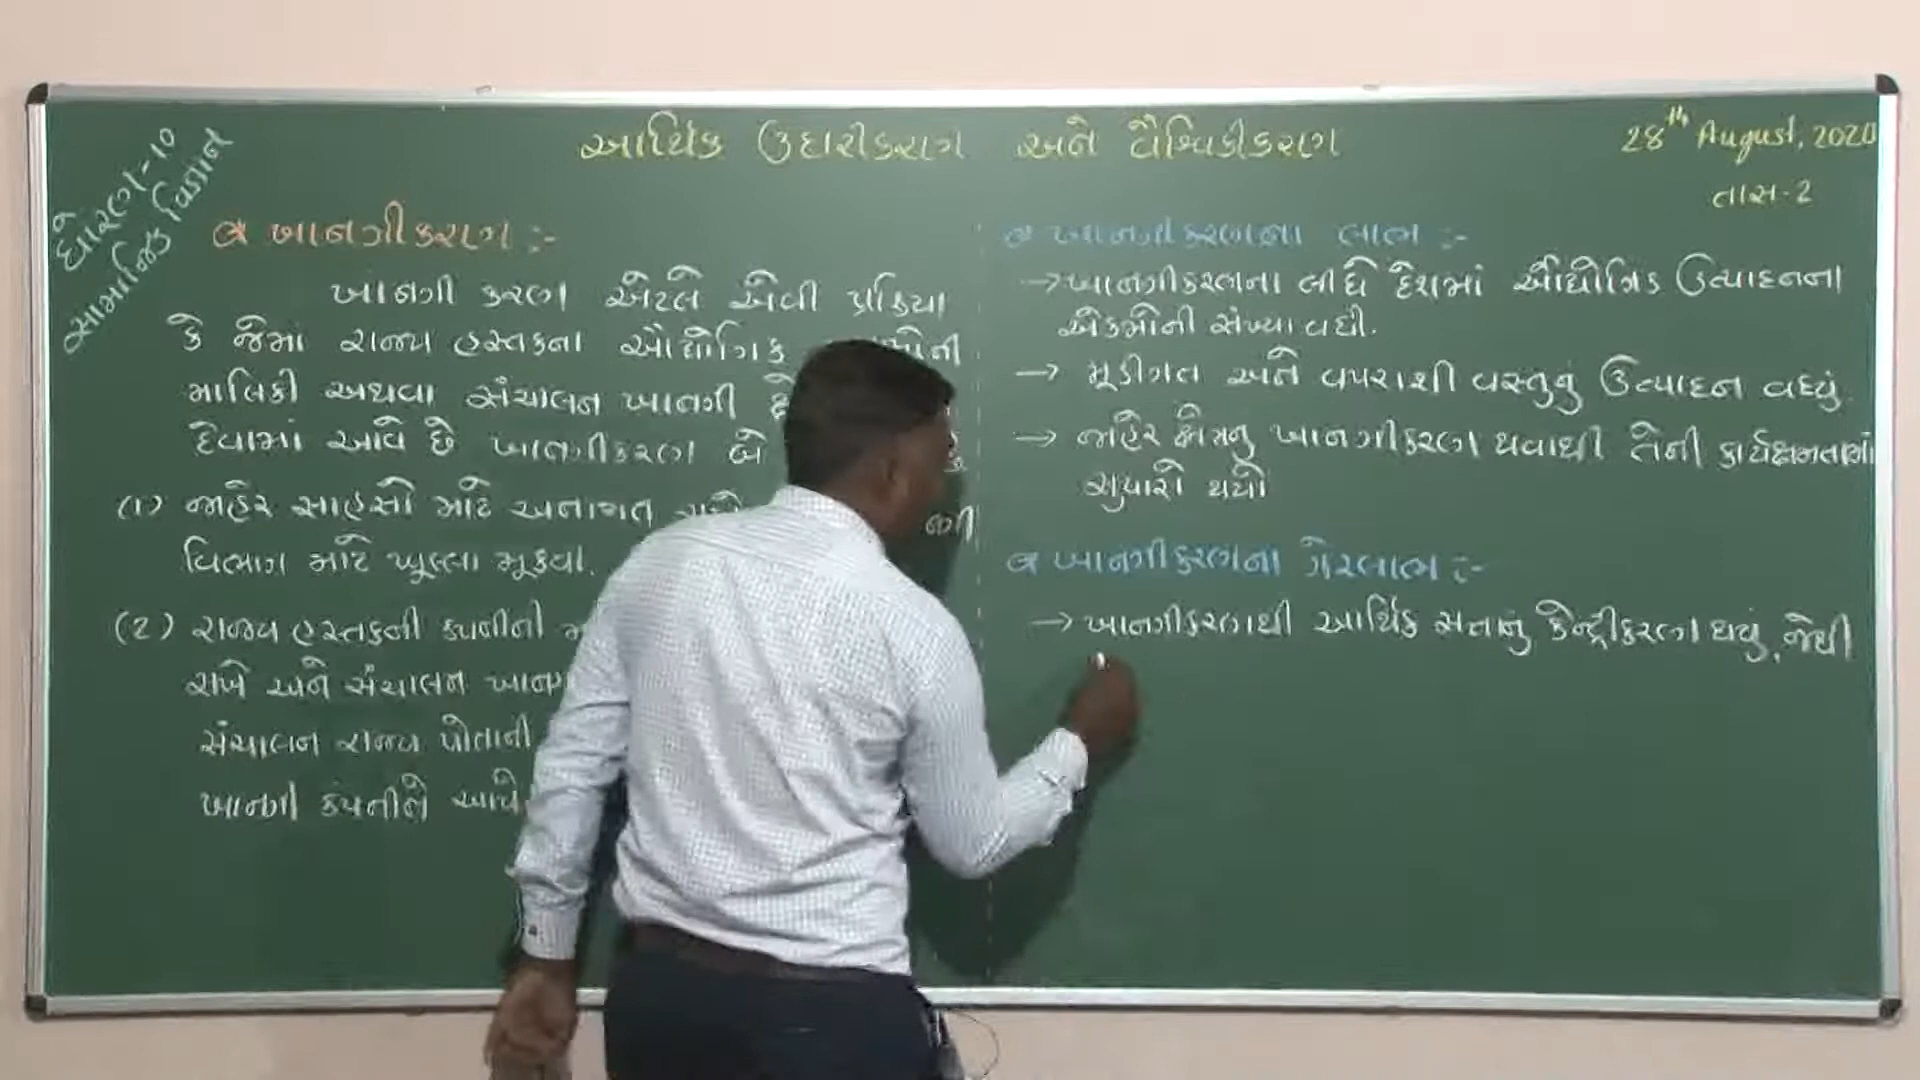 આર્થિક ઉદારીકરણ અને વૈશ્વિકીકરણ
28th August, 2020
તાસ-2
ધોરણ-10
સામાજિક વિજ્ઞાન
ખાનગીકરણ :-
ખાનગી કરણ એટલે એવી પ્રક્રિયા
કે જેમાં રાજ્ય હસ્તકના ઔદ્યોગિક
માલિકી અથવા સંચાલન ખાનગી
દેવામાં આવે છે ખાનગીકરણ બે
(1) જાહેર સાહસો માટે અનામત
વિભાગ માટે ખુલ્લા મૂકવા.
(2) રાજ્ય હસ્તકની કંપનીની
રાખે અને સંચાલન
સંચાલન રાજ્ય પોતાની
ખાનગી કંપનીને આપે
ખાનગીકરણના લાભ :-
→ ખાનગીકરણના લીધે દેશમાં ઔદ્યોગિક ઉત્પાદનના
એકમોની સંખ્યા વધી.
→ મૂડીગત અને વપરાશી વસ્તુનું ઉત્પાદન વધ્યું.
→ જાહેર ક્ષેત્રનું ખાનગીકરણ થવાથી તેની કાર્યક્ષમતામાં
સુધારો થયો
ખાનગીકરણના ગેરલાભ :-
→ ખાનગીકરણથી આર્થિક સત્તાનું કેન્દ્રીકરણ થયું, જેથી